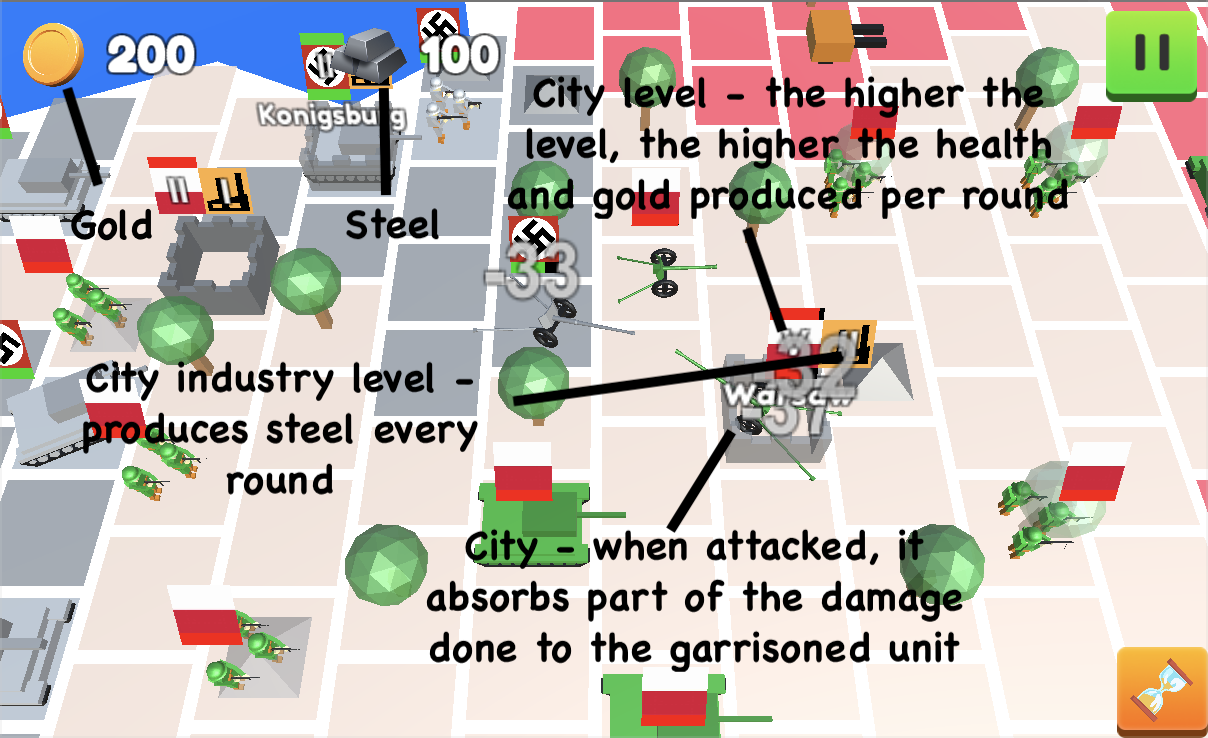 200
100
Konigsburg
City level - the higher the
level, the higher the health
and gold produced per round
Gold
Steel
-33
32
Warsaw
-37
City industry level -
produces steel every
round
City - when attacked, it
absorbs part of the damage
done to the garrisoned unit